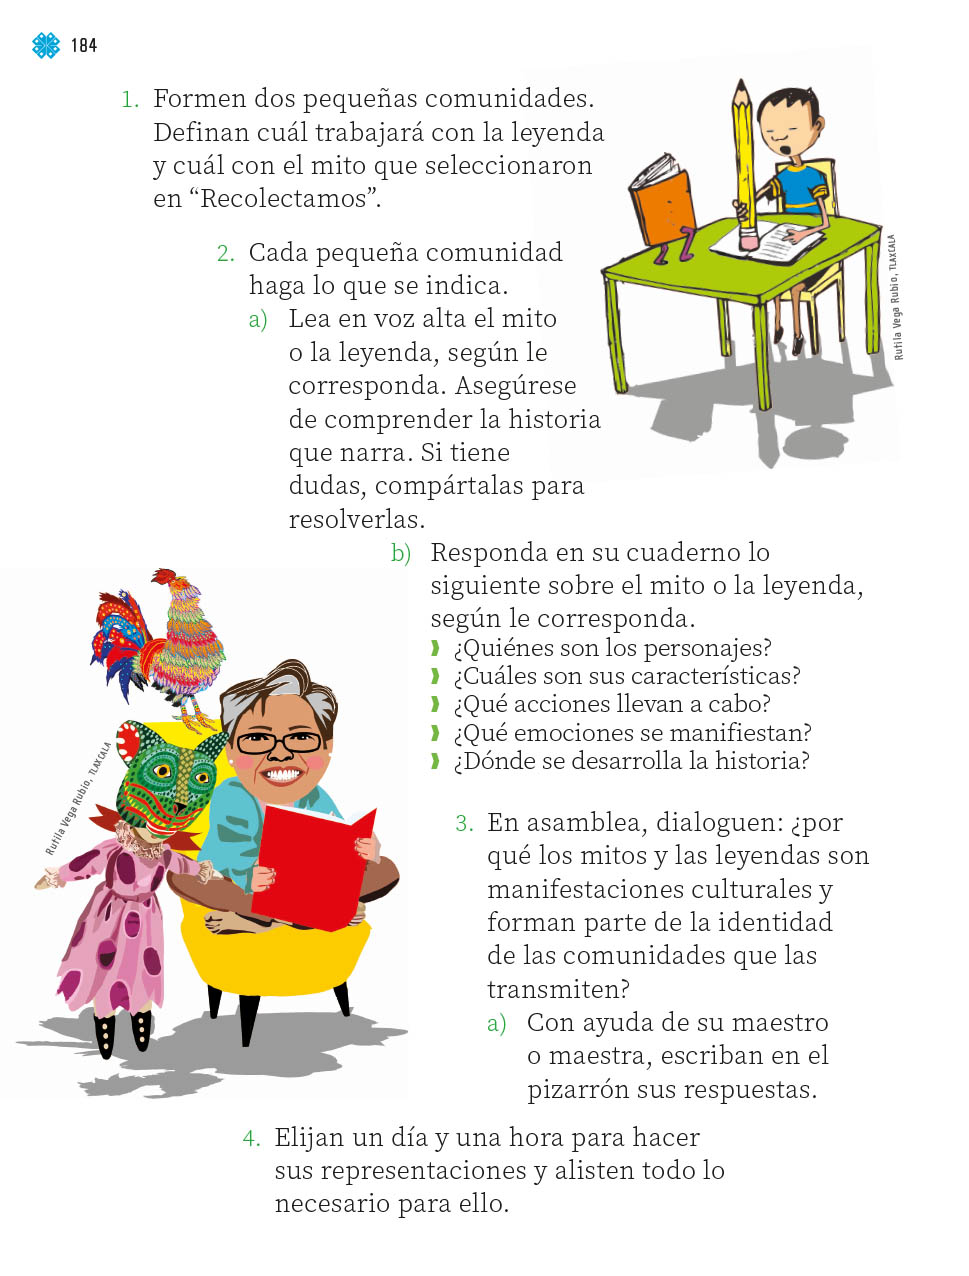 184
1. Formen dos pequeñas comunidades.
Definan cuál trabajará con la leyenda
y cuál con el mito que seleccionaron
en “Recolectamos”.
2. Cada pequeña comunidad
haga lo que se indica.
a) Lea en voz alta el mito
o la leyenda, según le
corresponda. Asegúrese
de comprender la historia
que narra. Si tiene
dudas, compártalas para
resolverlas.
Rutila Vega Rubio, TLAXCALA
b) Responda en su cuaderno lo
siguiente sobre el mito o la leyenda,
según le corresponda.
¿Quiénes son los personajes?
¿Cuáles son sus características?
¿Qué acciones llevan a cabo?
¿Qué emociones se manifiestan?
¿Dónde se desarrolla la historia?
Rutila Vega Rubio, TLAXCALA
3. En asamblea, dialoguen: ¿por
qué los mitos y las leyendas son
manifestaciones culturales y
forman parte de la identidad
de las comunidades que las
transmiten?
a) Con ayuda de su maestro
o maestra, escriban en el
pizarrón sus respuestas.
4. Elijan un día y una hora para hacer
sus representaciones y alisten todo lo
necesario para ello.